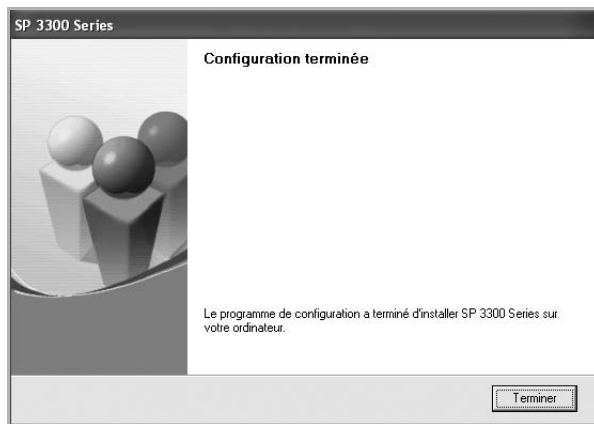 SP 3300 Series
Configuration terminée
Le programme de configuration a terminé d'installer SP 3300 Series sur
votre ordinateur.
Terminer